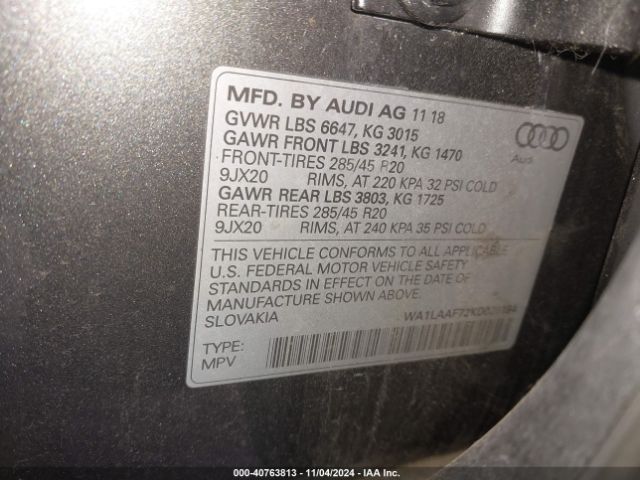 MFD. BY AUDI AG 11 18
GVWR LBS 6647, KG 3015
GAWR FRONT LBS 3241, KG 1470
FRONT-TIRES 285/45 R20
9JX20 RIMS, AT 220 KPA 32 PSI COLD
GAWR REAR LBS 3803, KG 1725
REAR-TIRES 285/45 R20
9JX20 RIMS, AT 240 KPA 35 PSI COLD
Audi
THIS VEHICLE CONFORMS TO ALL APPLICABLE
U.S. FEDERAL MOTOR VEHICLE SAFETY
STANDARDS IN EFFECT ON THE DATE OF
MANUFACTURE SHOWN ABOVE.
SLOVAKIA
TYPE:
MPV
000-40763813 - 11/04/2024 - IAA Inc.